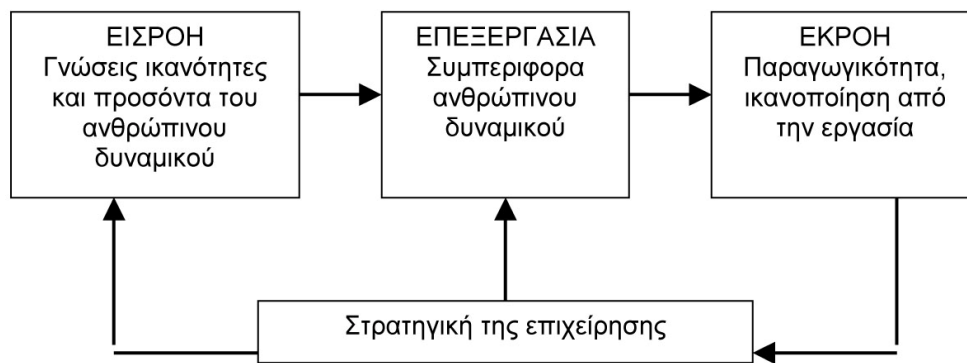 ΕΙΣΡΟΗ
Γνώσεις ικανότητες
και προσόντα του
ανθρώπινου
δυναμικού
ΕΠΕΞΕΡΓΑΣΙΑ
Συμπεριφορα
ανθρώπινου
δυναμικού
ΕΚΡΟΗ
Παραγωγικότητα,
ικανοποίηση από
την εργασία
Στρατηγική της επιχείρησης